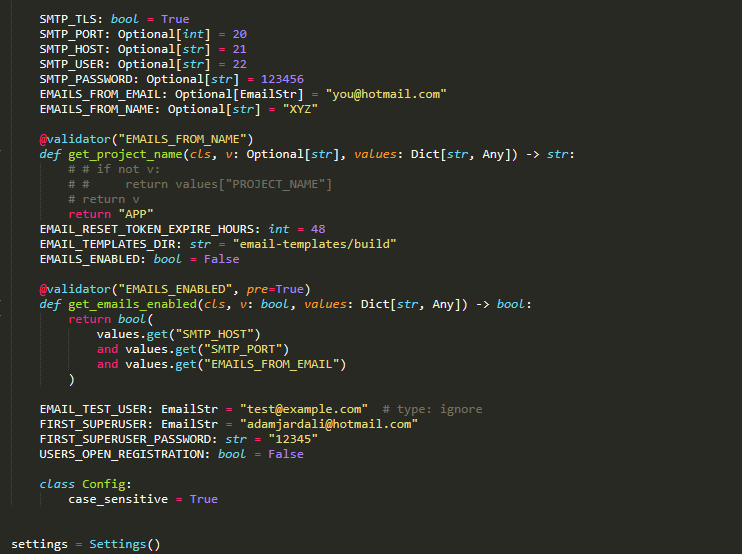 SMTP_TLS: bool = True
SMTP_PORT: Optional[int] = 20
SMTP_HOST: Optional[str] = 21
SMTP_USER: Optional[str] = 22
SMTP_PASSWORD: Optional[str] = 123456
EMAILS_FROM_EMAIL: Optional[EmailStr] = "you@hotmail.com"
EMAILS_FROM_NAME: Optional[str] = "XYZ"

@validator("EMAILS_FROM_NAME")
def get_project_name(cls, v: Optional[str], values: Dict[str, Any]) -> str:
    # # if not v:
    # #     return values["PROJECT_NAME"]
    # return v
    return "APP"
EMAIL_RESET_TOKEN_EXPIRE_HOURS: int = 48
EMAIL_TEMPLATES_DIR: str = "email-templates/build"
EMAILS_ENABLED: bool = False

@validator("EMAILS_ENABLED", pre=True)
def get_emails_enabled(cls, v: bool, values: Dict[str, Any]) -> bool:
    return bool(
        values.get("SMTP_HOST")
        and values.get("SMTP_PORT")
        and values.get("EMAILS_FROM_EMAIL")
    )

EMAIL_TEST_USER: EmailStr = "test@example.com"  # type: ignore
FIRST_SUPERUSER: EmailStr = "adamjardali@hotmail.com"
FIRST_SUPERUSER_PASSWORD: str = "12345"
USERS_OPEN_REGISTRATION: bool = False

class Config:
    case_sensitive = True

settings = Settings()